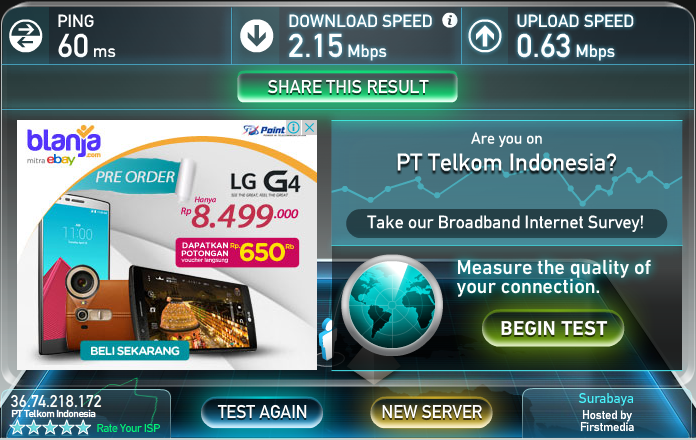 PING
60 ms
DOWNLOAD SPEED
2.15 Mbps
UPLOAD SPEED
0.63 Mbps
SHARE THIS RESULT
blanja.com
mitra ebay
Point
PRE ORDER
LG G4
SEE THE GREAT, FEEL THE GREAT
Hanya
Rp 8.499.000
DAPATKAN
POTONGAN
voucher langsung
Rp. 650 Rb
BELI SEKARANG
Are you on
PT Telkom Indonesia?
Take our Broadband Internet Survey!
Measure the quality of
your connection.
BEGIN TEST
36.74.218.172
PT Telkom Indonesia
Rate Your ISP
TEST AGAIN
NEW SERVER
Surabaya
Hosted by
Firstmedia